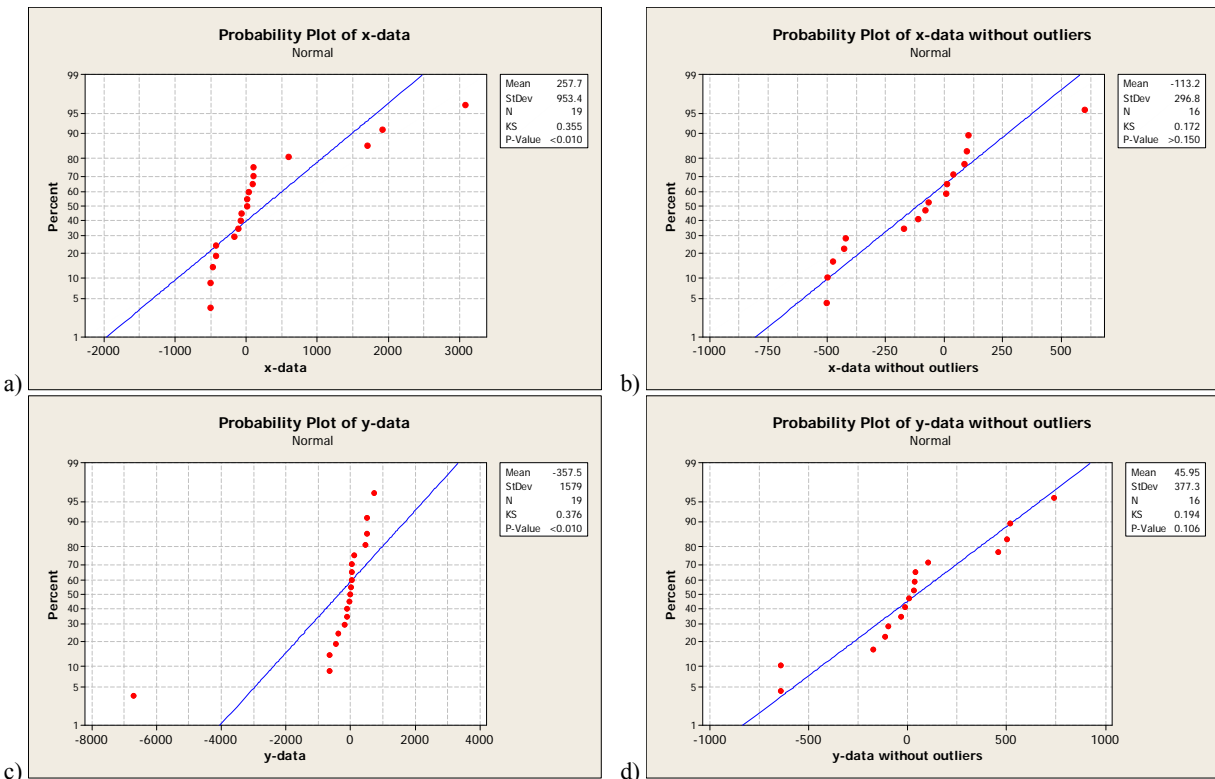 Probability Plot of x-data
Normal
99
95
90
80
70
60
50
40
30
20
10
5
1
Percent
-2000 -1000 0 1000 2000 3000
x-data
Mean 257.7
StDev 953.4
N 19
KS 0.355
P-Value <0.010
a)
Probability Plot of x-data without outliers
Normal
99
95
90
80
70
60
50
40
30
20
10
5
1
Percent
-1000 -750 -500 -250 0 250 500
x-data without outliers
Mean -113.2
StDev 296.8
N 16
KS 0.172
P-Value >0.150
b)
Probability Plot of y-data
Normal
99
95
90
80
70
60
50
40
30
20
10
5
1
Percent
-8000 -6000 -4000 -2000 0 2000 4000
y-data
Mean -357.5
StDev 1579
N 19
KS 0.376
P-Value <0.010
c)
Probability Plot of y-data without outliers
Normal
99
95
90
80
70
60
50
40
30
20
10
5
1
Percent
-1000 -500 0 500 1000
y-data without outliers
Mean 45.95
StDev 377.3
N 16
KS 0.194
P-Value 0.106
d)